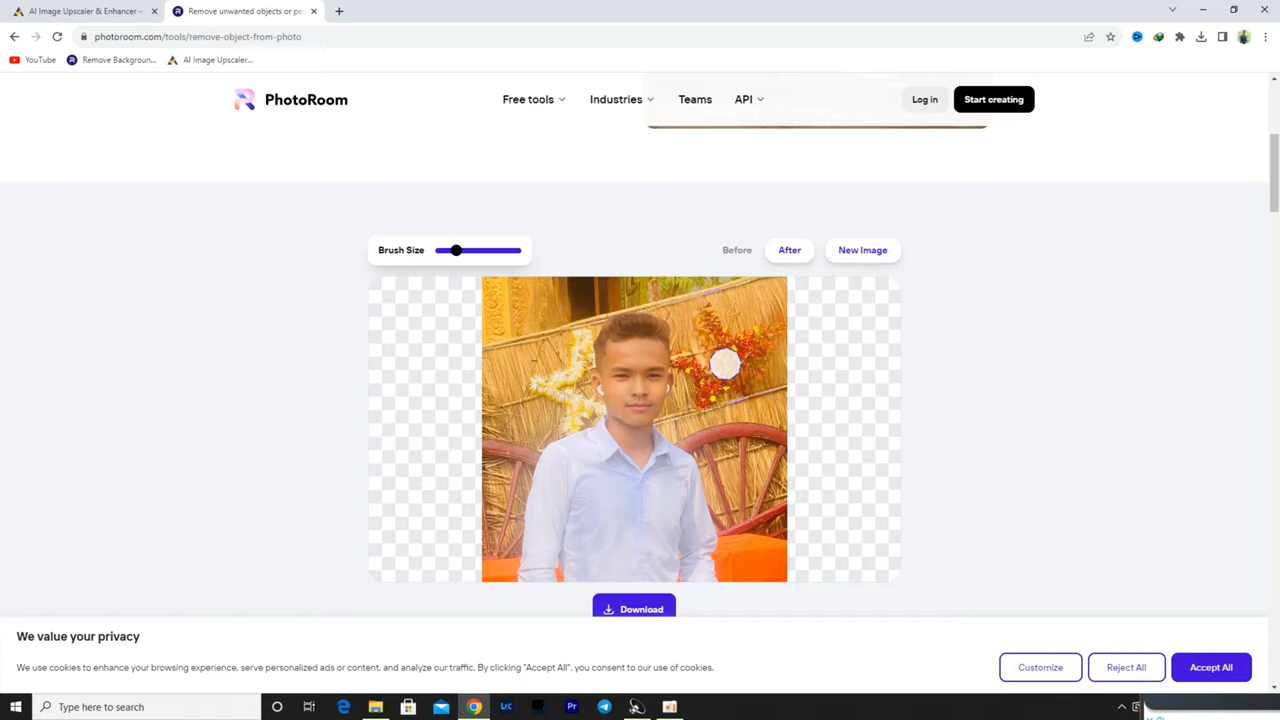 AI Image Upscaler & Enhancer -
Remove unwanted objects or pe
photoroom.com/tools/remove-object-from-photo
YouTube
Remove Backgroun...
AI Image Upscaler...
PhotoRoom
Free tools
Industries
Teams
API
Log in
Start creating
Brush Size
Before
After
New Image
Download
We value your privacy
We use cookies to enhance your browsing experience, serve personalized ads or content, and analyze our traffic. By clicking "Accept All", you consent to our use of cookies.
Customize
Reject All
Accept All
Type here to search